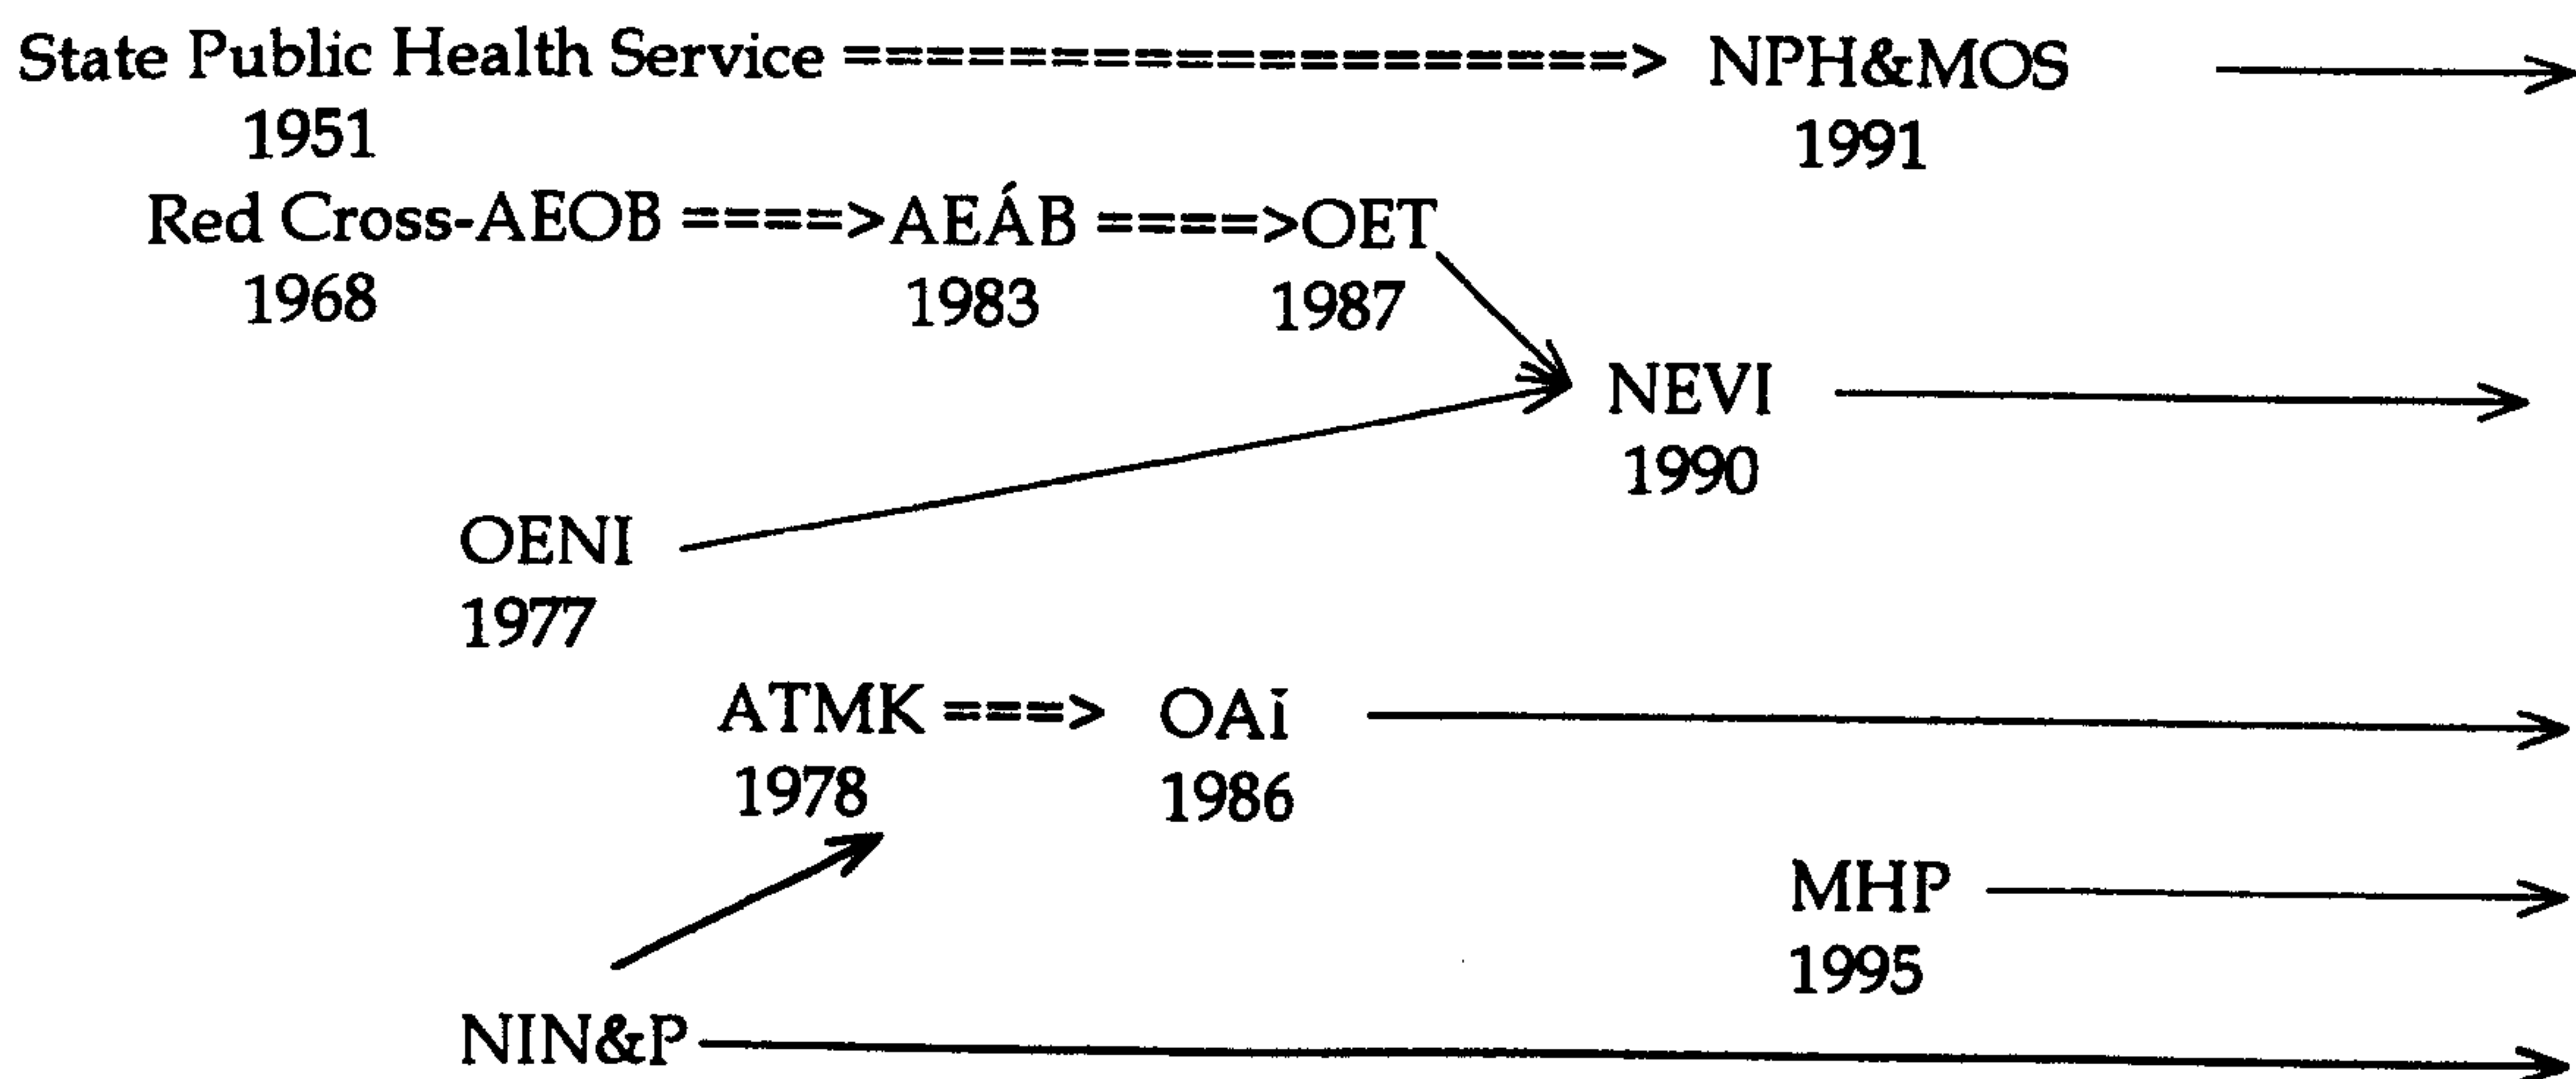 State Public Health Service ===================> NPH&MOS
1951 1991
Red Cross-AEOB ====>AEÁB ====>OET
1968 1983 1987
NEVI
1990
OENI
1977
ATMK ===> OAĭ
1978 1986
MHP
1995
NIN&P